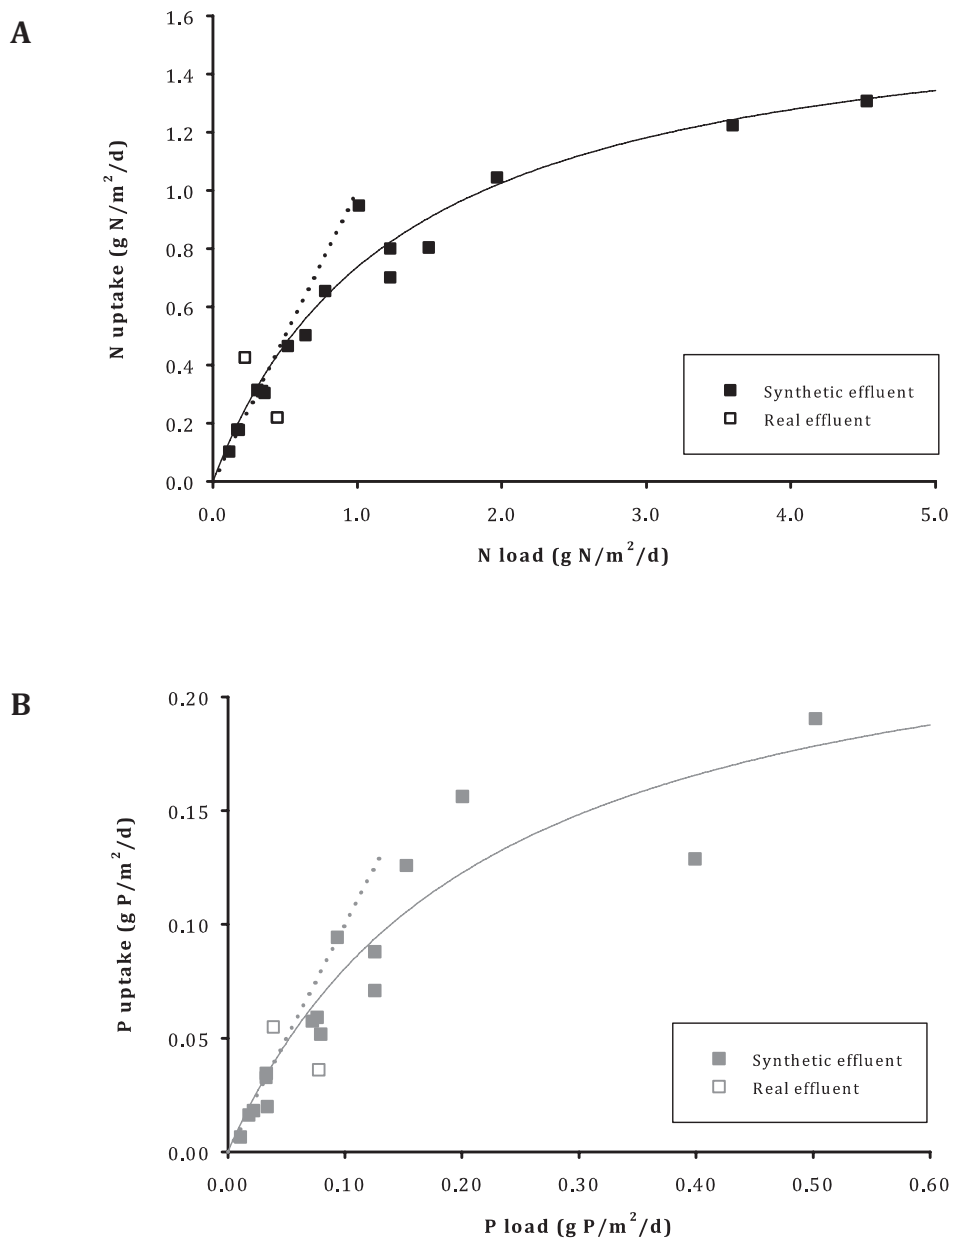 A
1.6
1.4
1.2
1.0
0.8
0.6
0.4
0.2
0.0
N uptake (g N/m²/d)
Synthetic effluent
Real effluent
0.0 1.0 2.0 3.0 4.0 5.0
N load (g N/m²/d)
B
0.20
0.15
0.10
0.05
0.00
P uptake (g P/m²/d)
Synthetic effluent
Real effluent
0.00 0.10 0.20 0.30 0.40 0.50 0.60
P load (g P/m²/d)